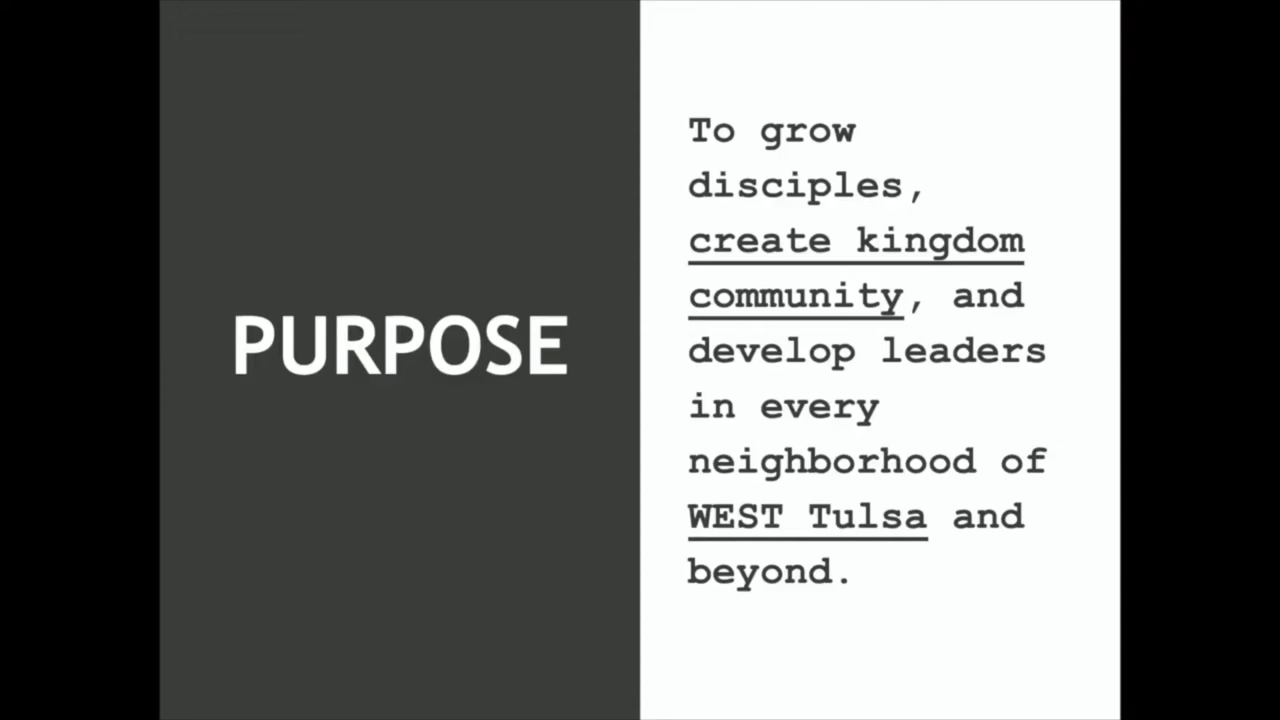 PURPOSE
To grow
disciples,
create kingdom
community, and
develop leaders
in every
neighborhood of
WEST Tulsa and
beyond.